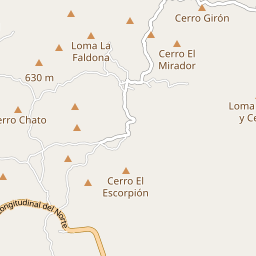 Cerro Girón
Loma La
Faldona
Cerro El
Mirador
630 m
Loma
y Ce
erro Chato
Cerro El
Escorpión
ongitudinal del Norte